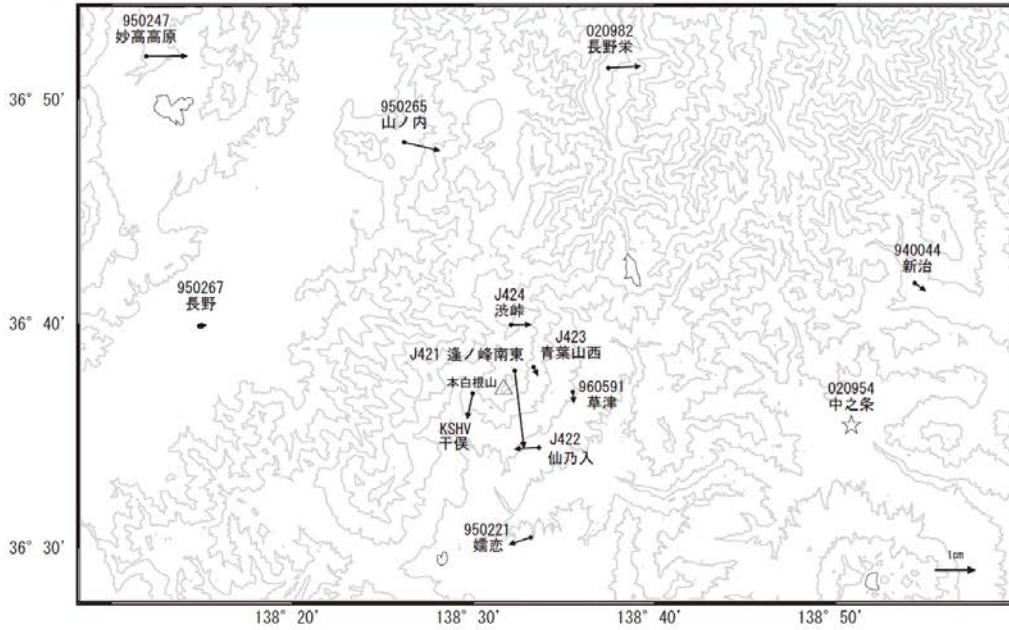 950247
妙高高原
020982
長野栄
36° 50'
950265
山ノ内
940044
新治
950267
長野
J424
渋峠
36° 40'
J423
青葉山西
J421 逢ノ峰南東
本白根山
960591
草津
020954
中之条
KSHV
干俣
J422
仙乃入
950221
嬬恋
36° 30'
1cm
138° 20'
138° 30'
138° 40'
138° 50'